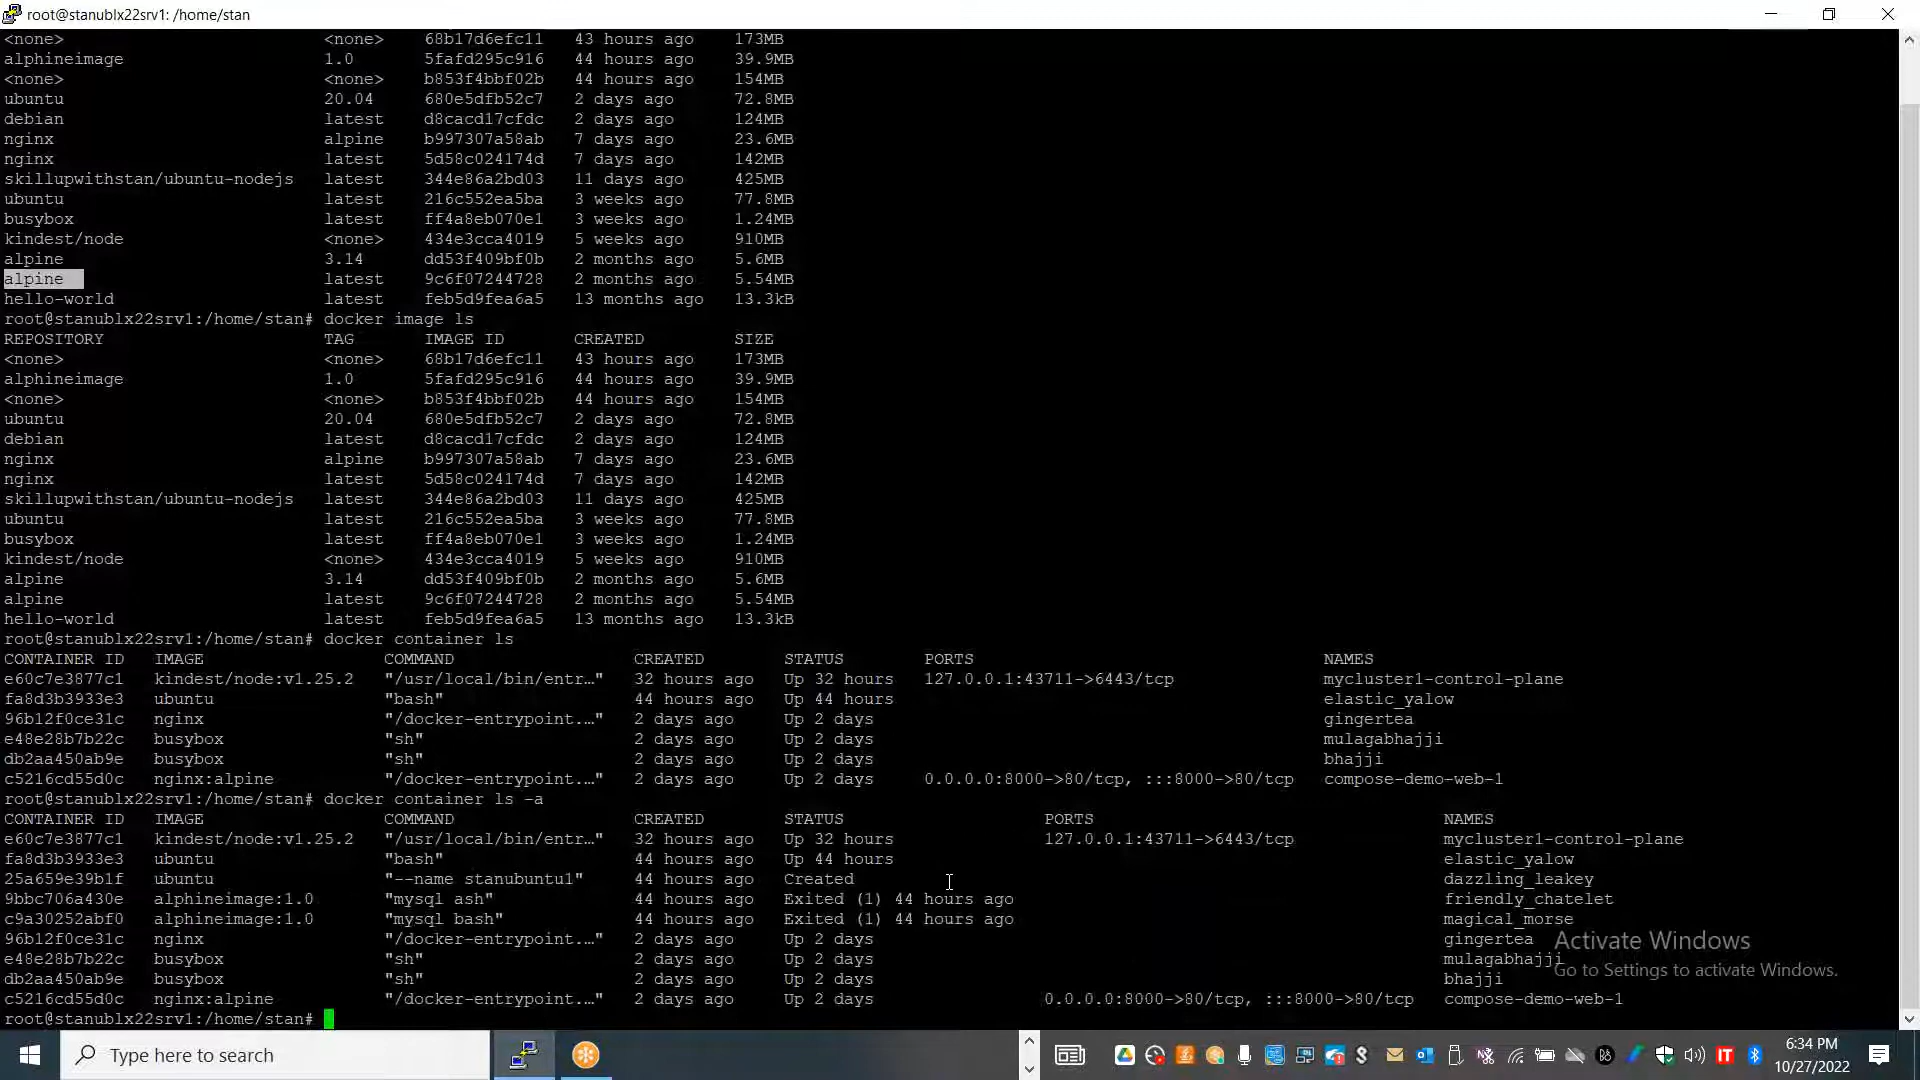 root@stanublx22srv1: /home/stan
<none> <none> 68b17d6efc11 43 hours ago 173MB
alphineimage 1.0 5fafd295c916 44 hours ago 39.9MB
<none> <none> b853f4bbf02b 44 hours ago 154MB
ubuntu 20.04 680e5dfb52c7 2 days ago 72.8MB
debian latest d8cacd17cfdc 2 days ago 124MB
nginx alpine b997307a58ab 7 days ago 23.6MB
nginx latest 5d58c024174d 7 days ago 142MB
skillupwithstan/ubuntu-nodejs latest 344e86a2bd03 11 days ago 425MB
ubuntu latest 216c552ea5ba 3 weeks ago 77.8MB
busybox latest ff4a8eb070e1 3 weeks ago 1.24MB
kindest/node <none> 434e3cca4019 5 weeks ago 910MB
alpine 3.14 dd53f409bf0b 2 months ago 5.6MB
alpine latest 9c6f07244728 2 months ago 5.54MB
hello-world latest feb5d9fea6a5 13 months ago 13.3kB
root@stanublx22srv1:/home/stan# docker image ls
REPOSITORY TAG IMAGE ID CREATED SIZE
<none> <none> 68b17d6efc11 43 hours ago 173MB
alphineimage 1.0 5fafd295c916 44 hours ago 39.9MB
<none> <none> b853f4bbf02b 44 hours ago 154MB
ubuntu 20.04 680e5dfb52c7 2 days ago 72.8MB
debian latest d8cacd17cfdc 2 days ago 124MB
nginx alpine b997307a58ab 7 days ago 23.6MB
nginx latest 5d58c024174d 7 days ago 142MB
skillupwithstan/ubuntu-nodejs latest 344e86a2bd03 11 days ago 425MB
ubuntu latest 216c552ea5ba 3 weeks ago 77.8MB
busybox latest ff4a8eb070e1 3 weeks ago 1.24MB
kindest/node <none> 434e3cca4019 5 weeks ago 910MB
alpine 3.14 dd53f409bf0b 2 months ago 5.6MB
alpine latest 9c6f07244728 2 months ago 5.54MB
hello-world latest feb5d9fea6a5 13 months ago 13.3kB
root@stanublx22srv1:/home/stan# docker container ls
CONTAINER ID IMAGE COMMAND CREATED STATUS PORTS NAMES
e60c7e3877c1 kindest/node:v1.25.2 "/usr/local/bin/entr…" 32 hours ago Up 32 hours 127.0.0.1:43711->6443/tcp mycluster1-control-plane
fa8d3b3933e3 ubuntu "bash" 44 hours ago Up 44 hours elastic_yalow
96b12f0ce31c nginx "/docker-entrypoint.…" 2 days ago Up 2 days gingertea
e48e28b7b22c busybox "sh" 2 days ago Up 2 days mulagabhajji
db2aa450ab9e busybox "sh" 2 days ago Up 2 days bhajji
c5216cd55d0c nginx:alpine "/docker-entrypoint.…" 2 days ago Up 2 days 0.0.0.0:8000->80/tcp, :::8000->80/tcp compose-demo-web-1
root@stanublx22srv1:/home/stan# docker container ls -a
CONTAINER ID IMAGE COMMAND CREATED STATUS PORTS NAMES
e60c7e3877c1 kindest/node:v1.25.2 "/usr/local/bin/entr…" 32 hours ago Up 32 hours 127.0.0.1:43711->6443/tcp mycluster1-control-plane
fa8d3b3933e3 ubuntu "bash" 44 hours ago Up 44 hours elastic_yalow
25a659e39b1f ubuntu "--name stanubuntu1" 44 hours ago Created dazzling_leakey
9bbc706a430e alphineimage:1.0 "mysql ash" 44 hours ago Exited (1) 44 hours ago friendly_chatelet
c9a30252abf0 alphineimage:1.0 "mysql bash" 44 hours ago Exited (1) 44 hours ago magical_morse
96b12f0ce31c nginx "/docker-entrypoint.…" 2 days ago Up 2 days gingertea
e48e28b7b22c busybox "sh" 2 days ago Up 2 days mulagabhajji
db2aa450ab9e busybox "sh" 2 days ago Up 2 days bhajji
c5216cd55d0c nginx:alpine "/docker-entrypoint.…" 2 days ago Up 2 days 0.0.0.0:8000->80/tcp, :::8000->80/tcp compose-demo-web-1
root@stanublx22srv1:/home/stan#
Activate Windows
Go to Settings to activate Windows.
Type here to search
6:34 PM
10/27/2022